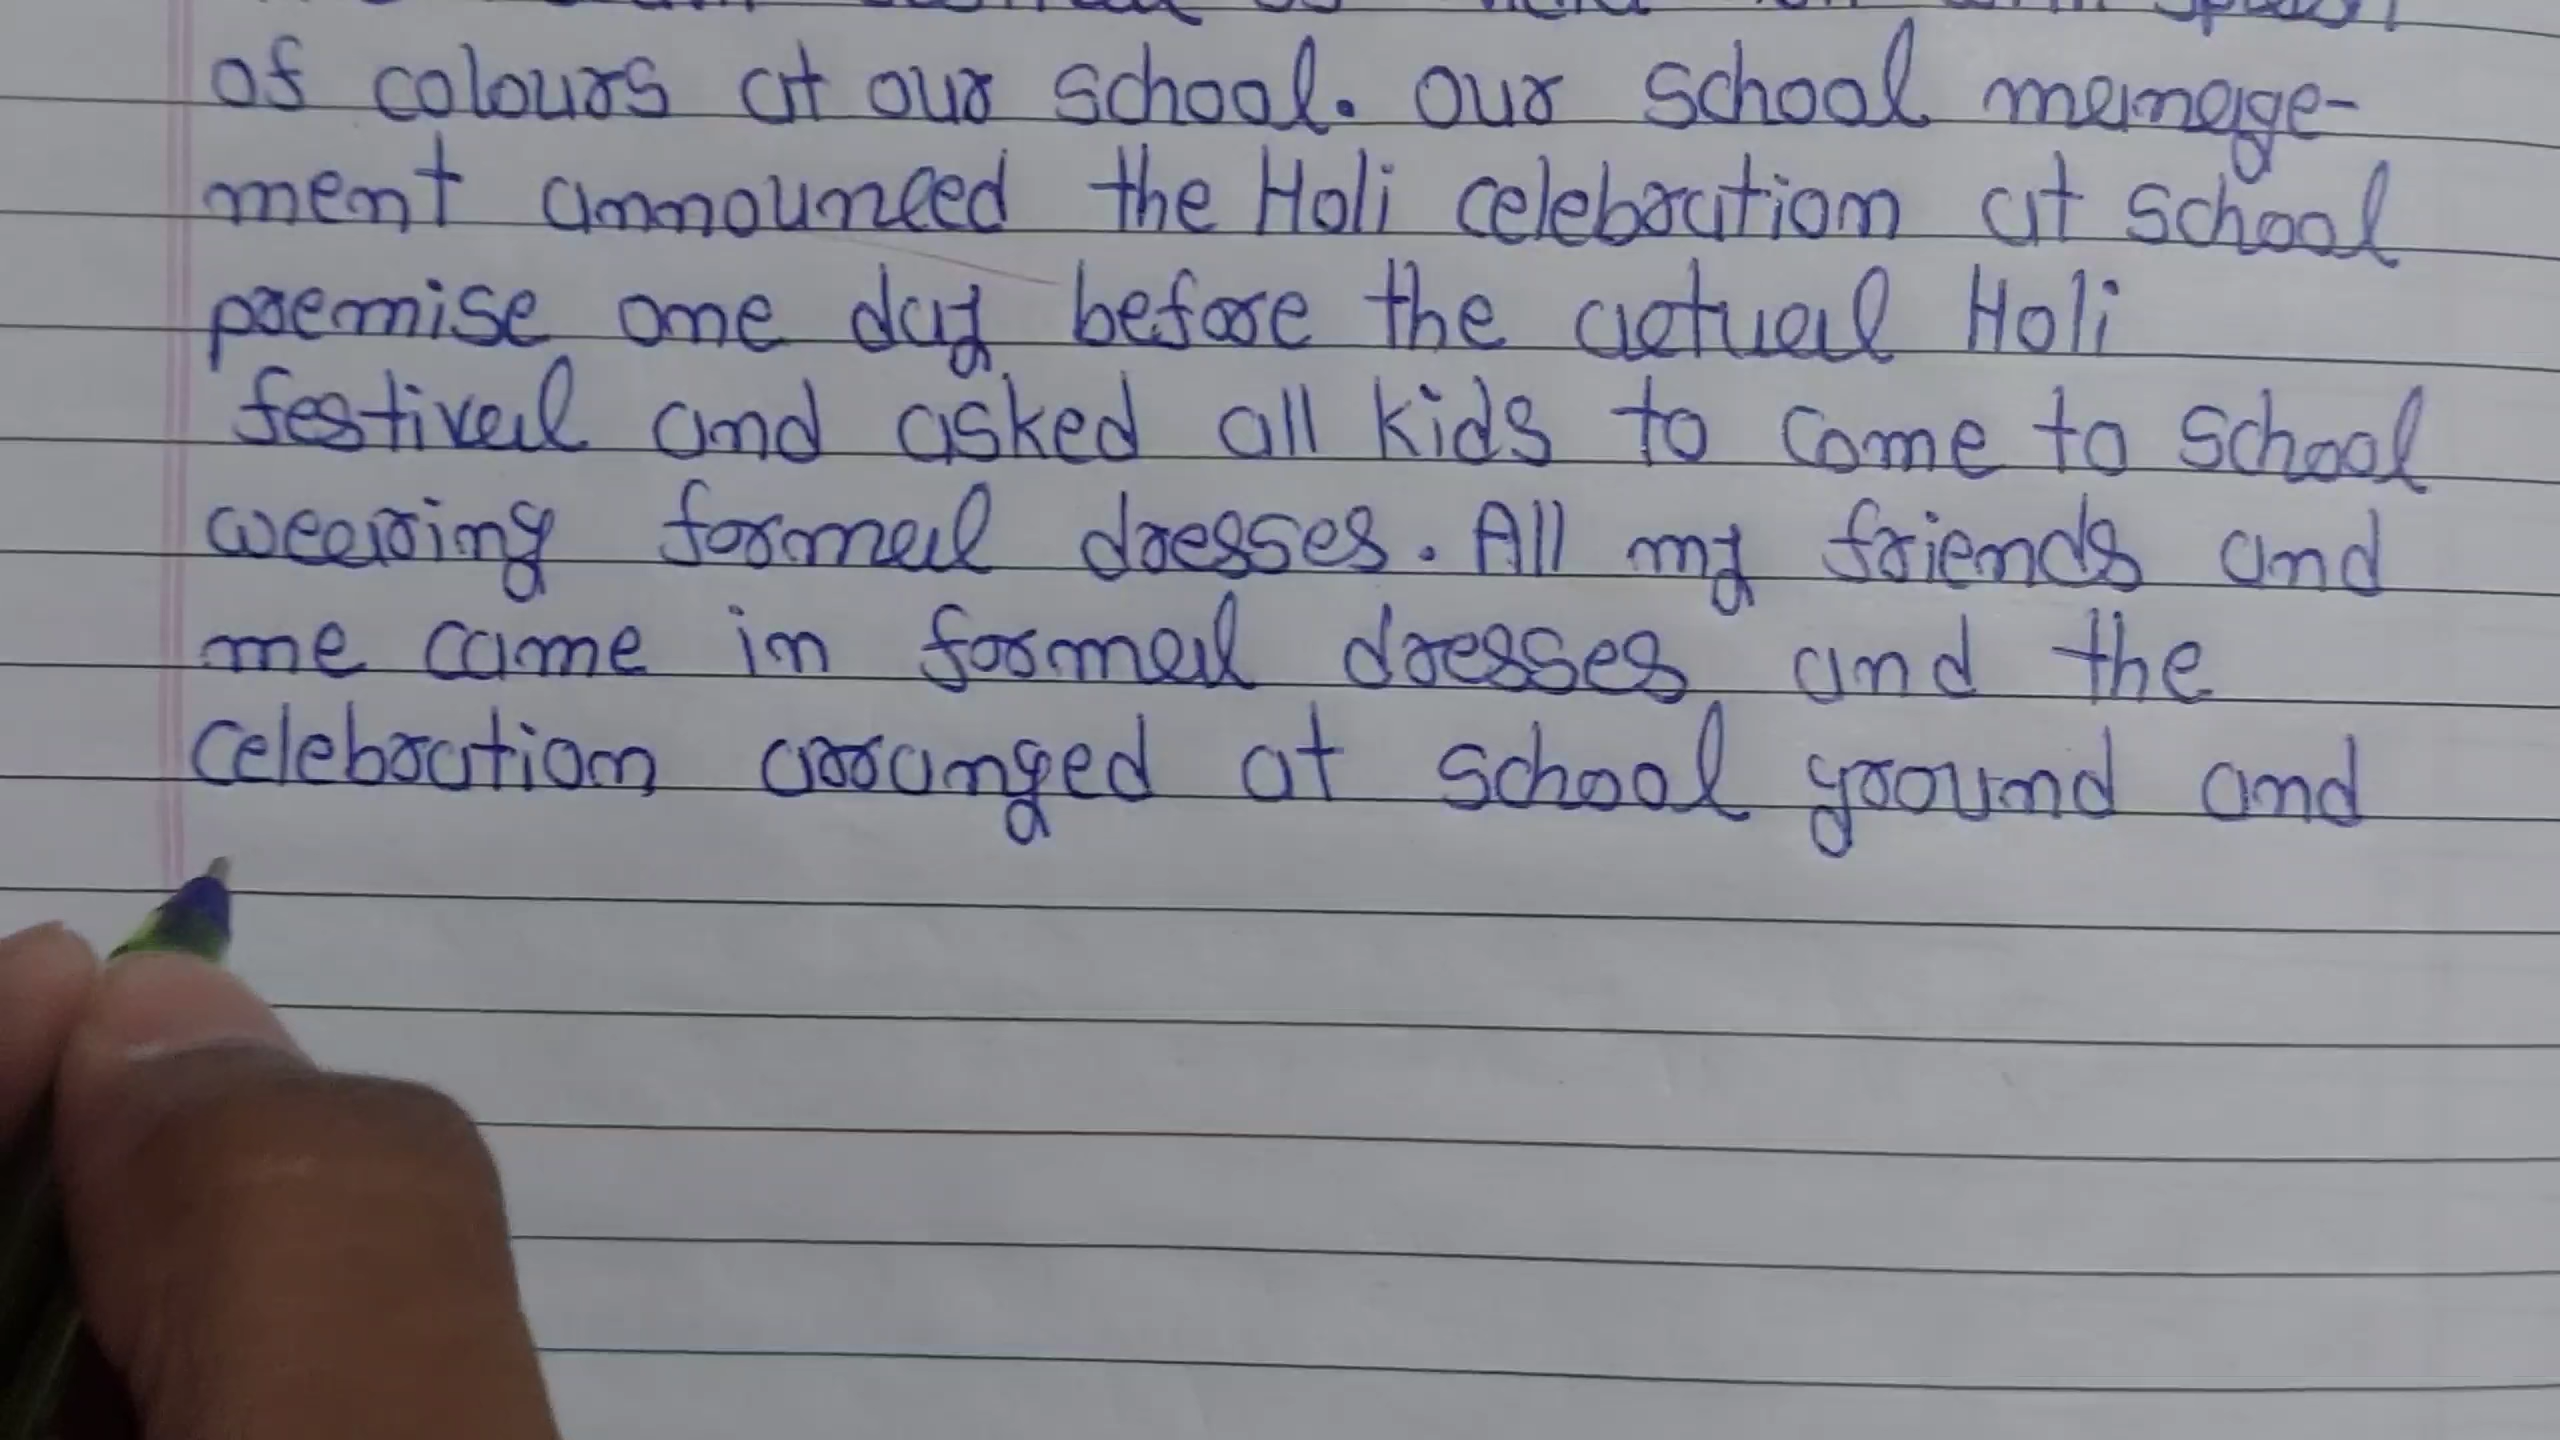 of colours at our school. Our school manage-
ment announced the Holi celebration at school
premise one day before the actual Holi
festival and asked all kids to come to school
wearing formal dresses. All my friends and
me came in formal dresses and the
celebration arranged at school ground and